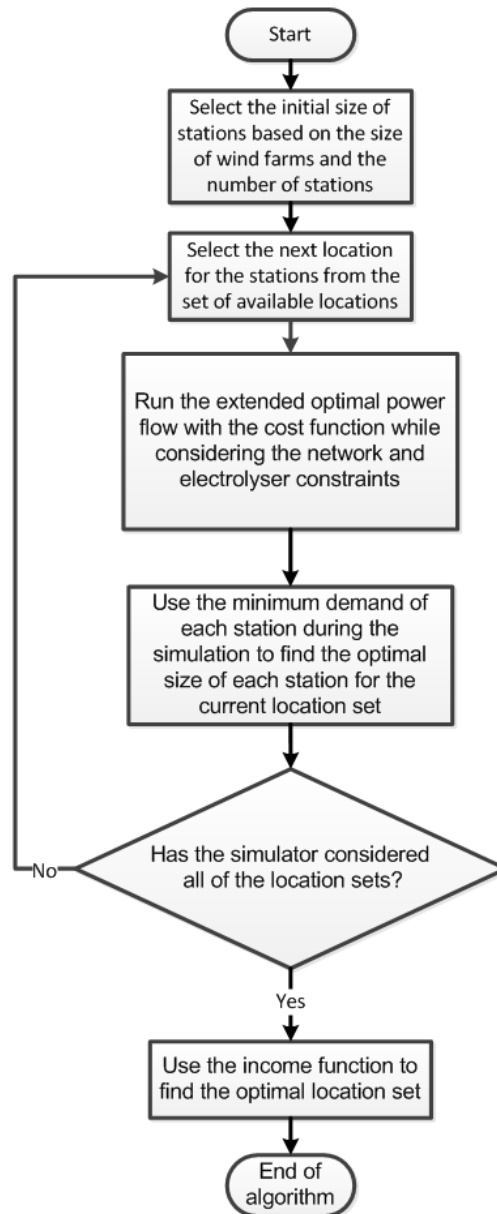 Start
Select the initial size of
stations based on the size
of wind farms and the
number of stations
Select the next location
for the stations from the
set of available locations
Run the extended optimal power
flow with the cost function while
considering the network and
electrolyser constraints
Use the minimum demand of
each station during the
simulation to find the optimal
size of each station for the
current location set
Has the simulator considered
all of the location sets?
No
Yes
Use the income function to
find the optimal location set
End of
algorithm